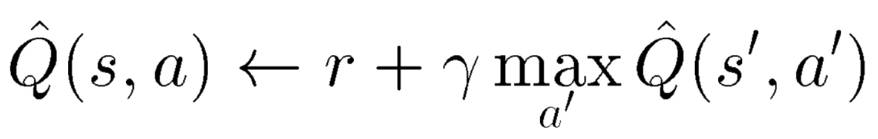 Q̂(s, a) ← r + γ max_{a′} Q̂(s′, a′)